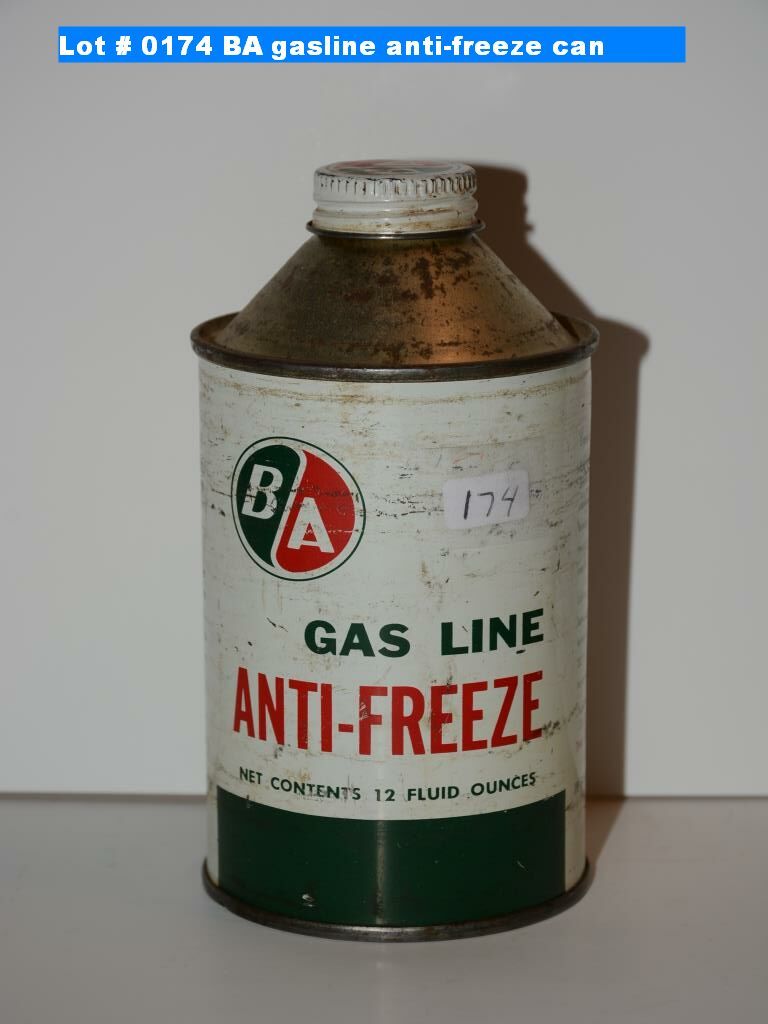 Lot # 0174 BA gasline anti-freeze can
BA
174
GAS LINE
ANTI-FREEZE
NET CONTENTS 12 FLUID OUNCES